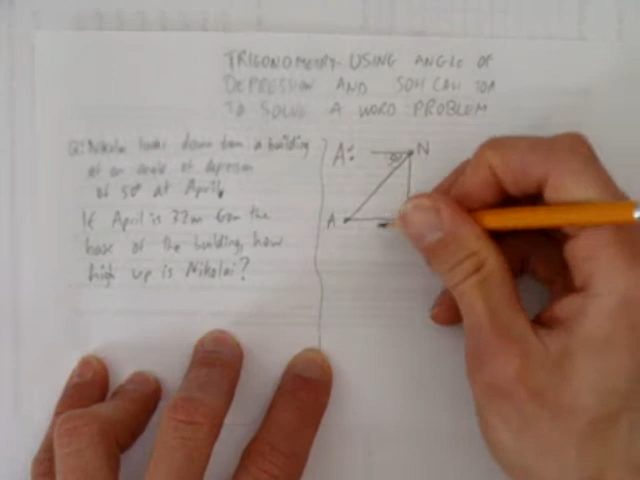 TRIGONOMETRY USING ANGLE OF
DEPRESSION AND SOH CAH TOA
TO SOLVE A WORD PROBLEM
Q: Nikolai looks down from a building
at an angle of depression
of 50° at April.
If April is 22m from the
base of the building, how
high up is Nikolai?
A:
N
50°
A